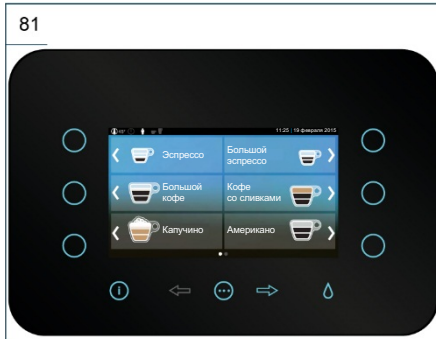 81
11:25 | 19 февраля 2015
Эспрессо
Большой
эспрессо
Большой
кофе
Кофе
со сливками
Капучино
Американо